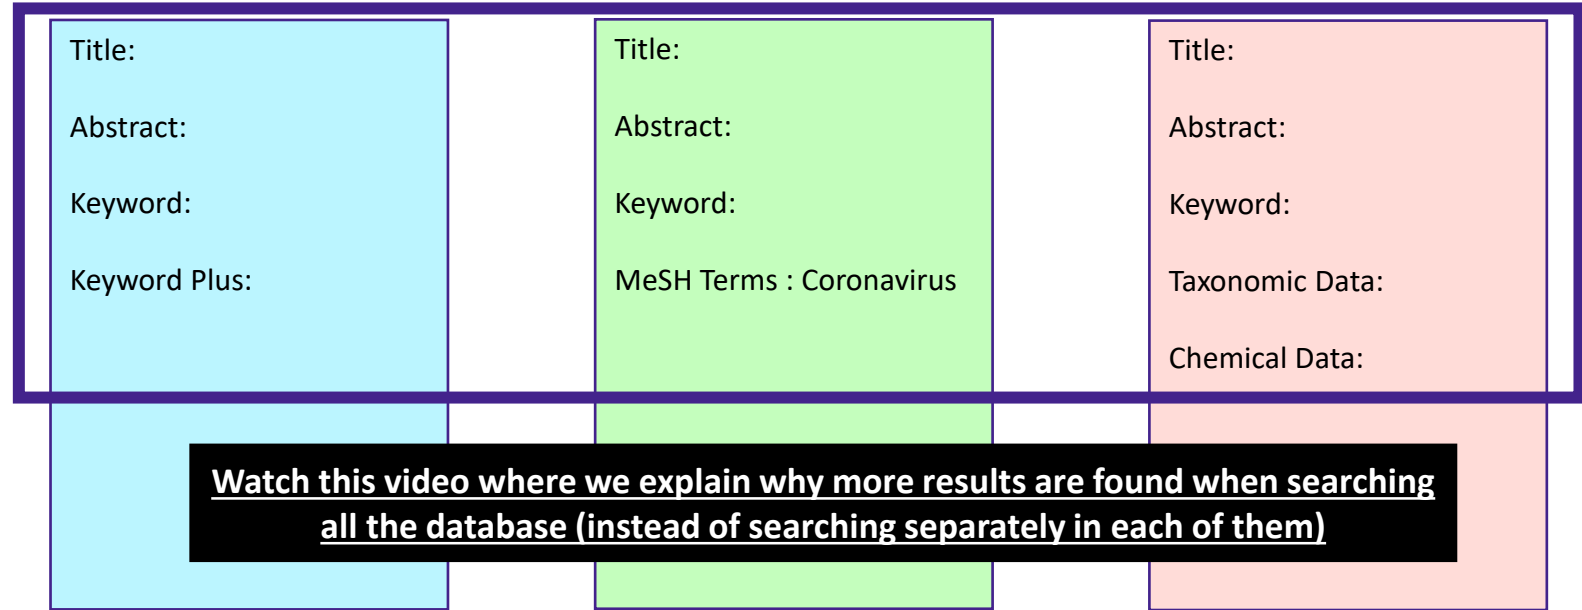 Title:
Abstract:
Keyword:
Keyword Plus:
Title:
Abstract:
Keyword:
MeSH Terms : Coronavirus
Title:
Abstract:
Keyword:
Taxonomic Data:
Chemical Data:
Watch this video where we explain why more results are found when searching
all the database (instead of searching separately in each of them)